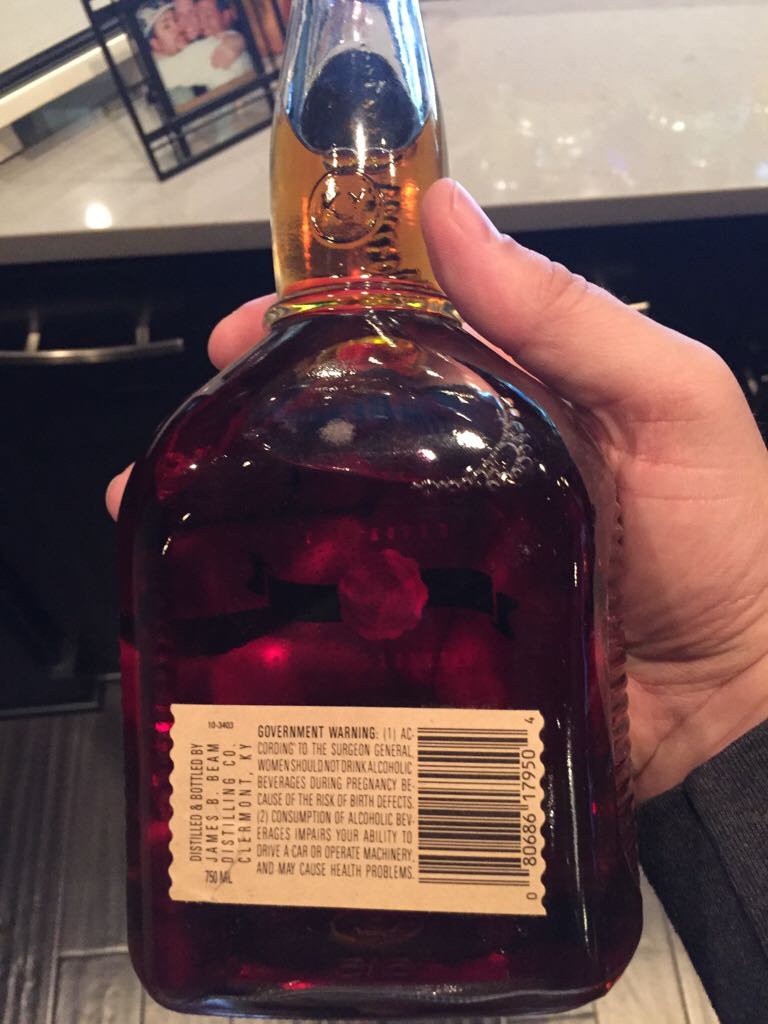 10-3403
DISTILLED & BOTTLED BY
JAMES B. BEAM
DISTILLING CO.
CLERMONT, KY
750 ML
GOVERNMENT WARNING: (1) AC-
CORDING TO THE SURGEON GENERAL
WOMEN SHOULD NOT DRINK ALCOHOLIC
BEVERAGES DURING PREGNANCY BE-
CAUSE OF THE RISK OF BIRTH DEFECTS.
(2) CONSUMPTION OF ALCOHOLIC BEV-
ERAGES IMPAIRS YOUR ABILITY TO
DRIVE A CAR OR OPERATE MACHINERY,
AND MAY CAUSE HEALTH PROBLEMS.
0 80686 17950 4